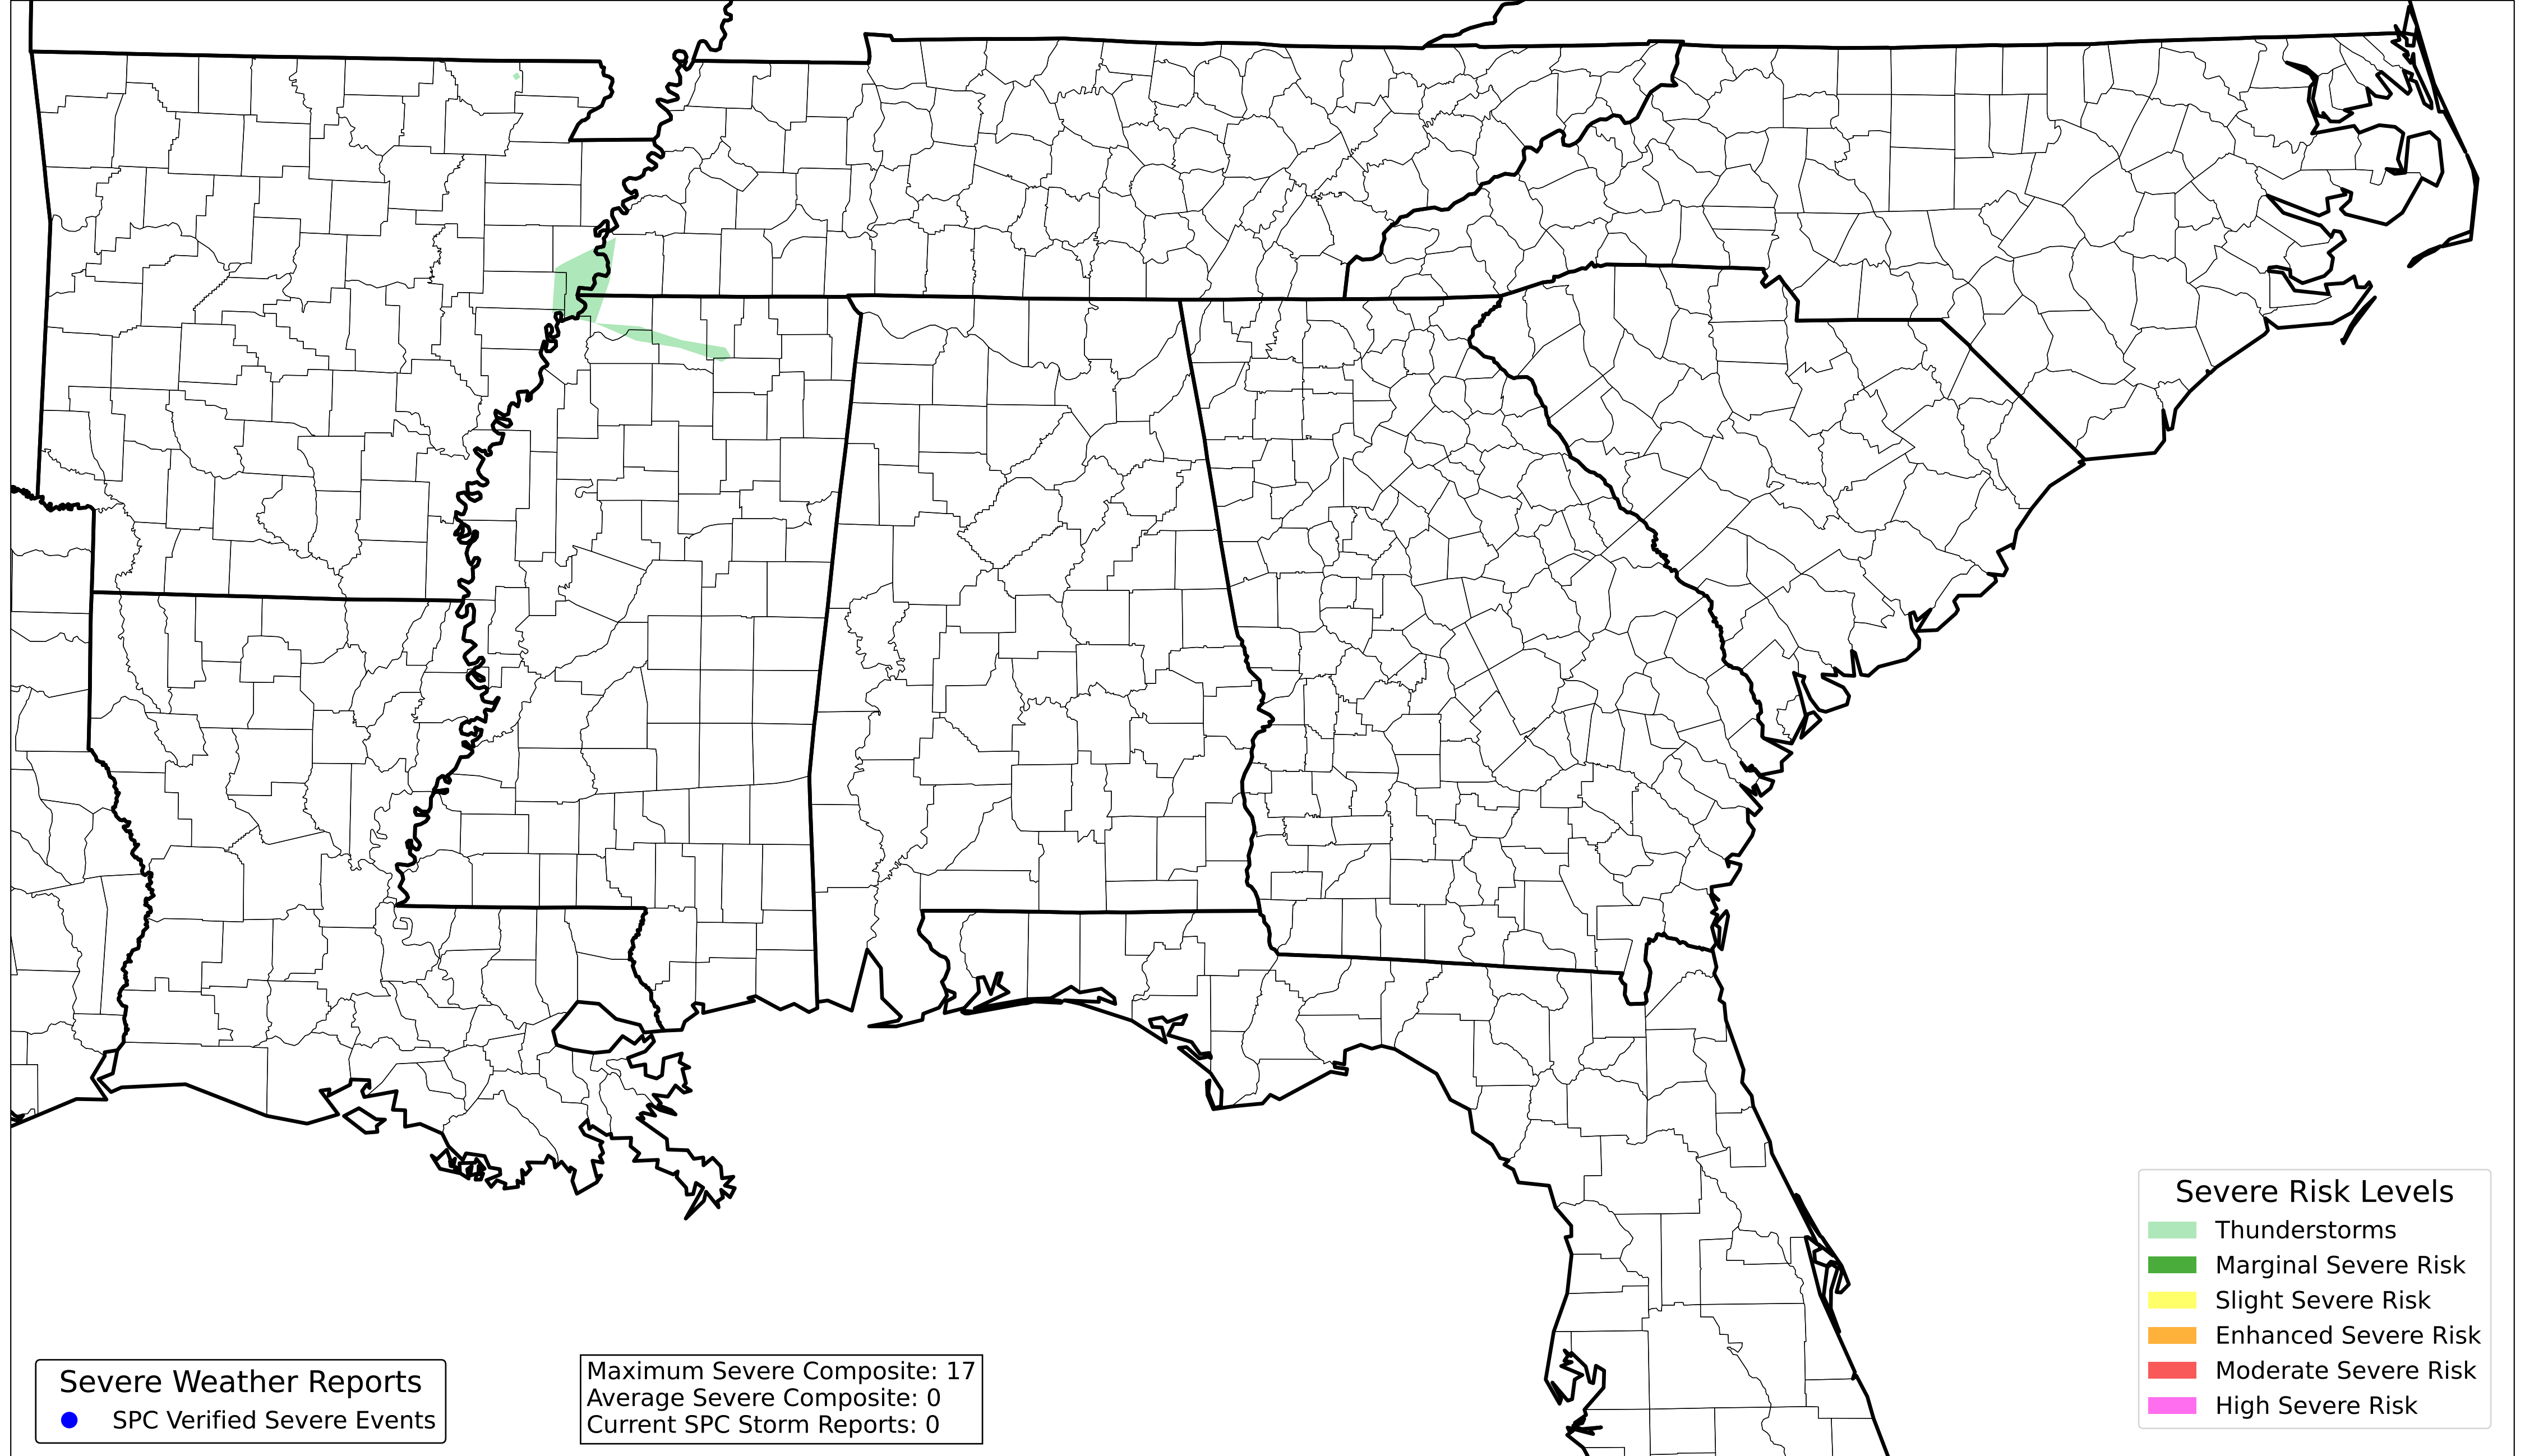 Severe Weather Reports
SPC Verified Severe Events
Maximum Severe Composite: 17
Average Severe Composite: 0
Current SPC Storm Reports: 0
Severe Risk Levels
Thunderstorms
Marginal Severe Risk
Slight Severe Risk
Enhanced Severe Risk
Moderate Severe Risk
High Severe Risk